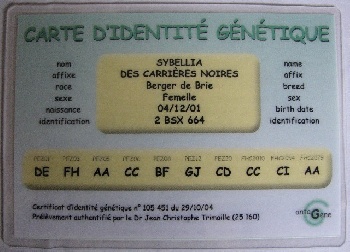 CARTE D'IDENTITÉ GÉNÉTIQUE
nom SYBELLIA name
affixe DES CARRIÈRES NOIRES affix
race Berger de Brie breed
sexe Femelle sex
naissance 04/12/01 birth date
identification 2 BSX 664 identification
DE FH AA CC BF GJ CD CC CI AA
Certificat d'identité génétique n° 105 451 du 29/10/04
Prélèvement authentifié par le Dr Jean Christophe Trimaille (25 160)
antaGene